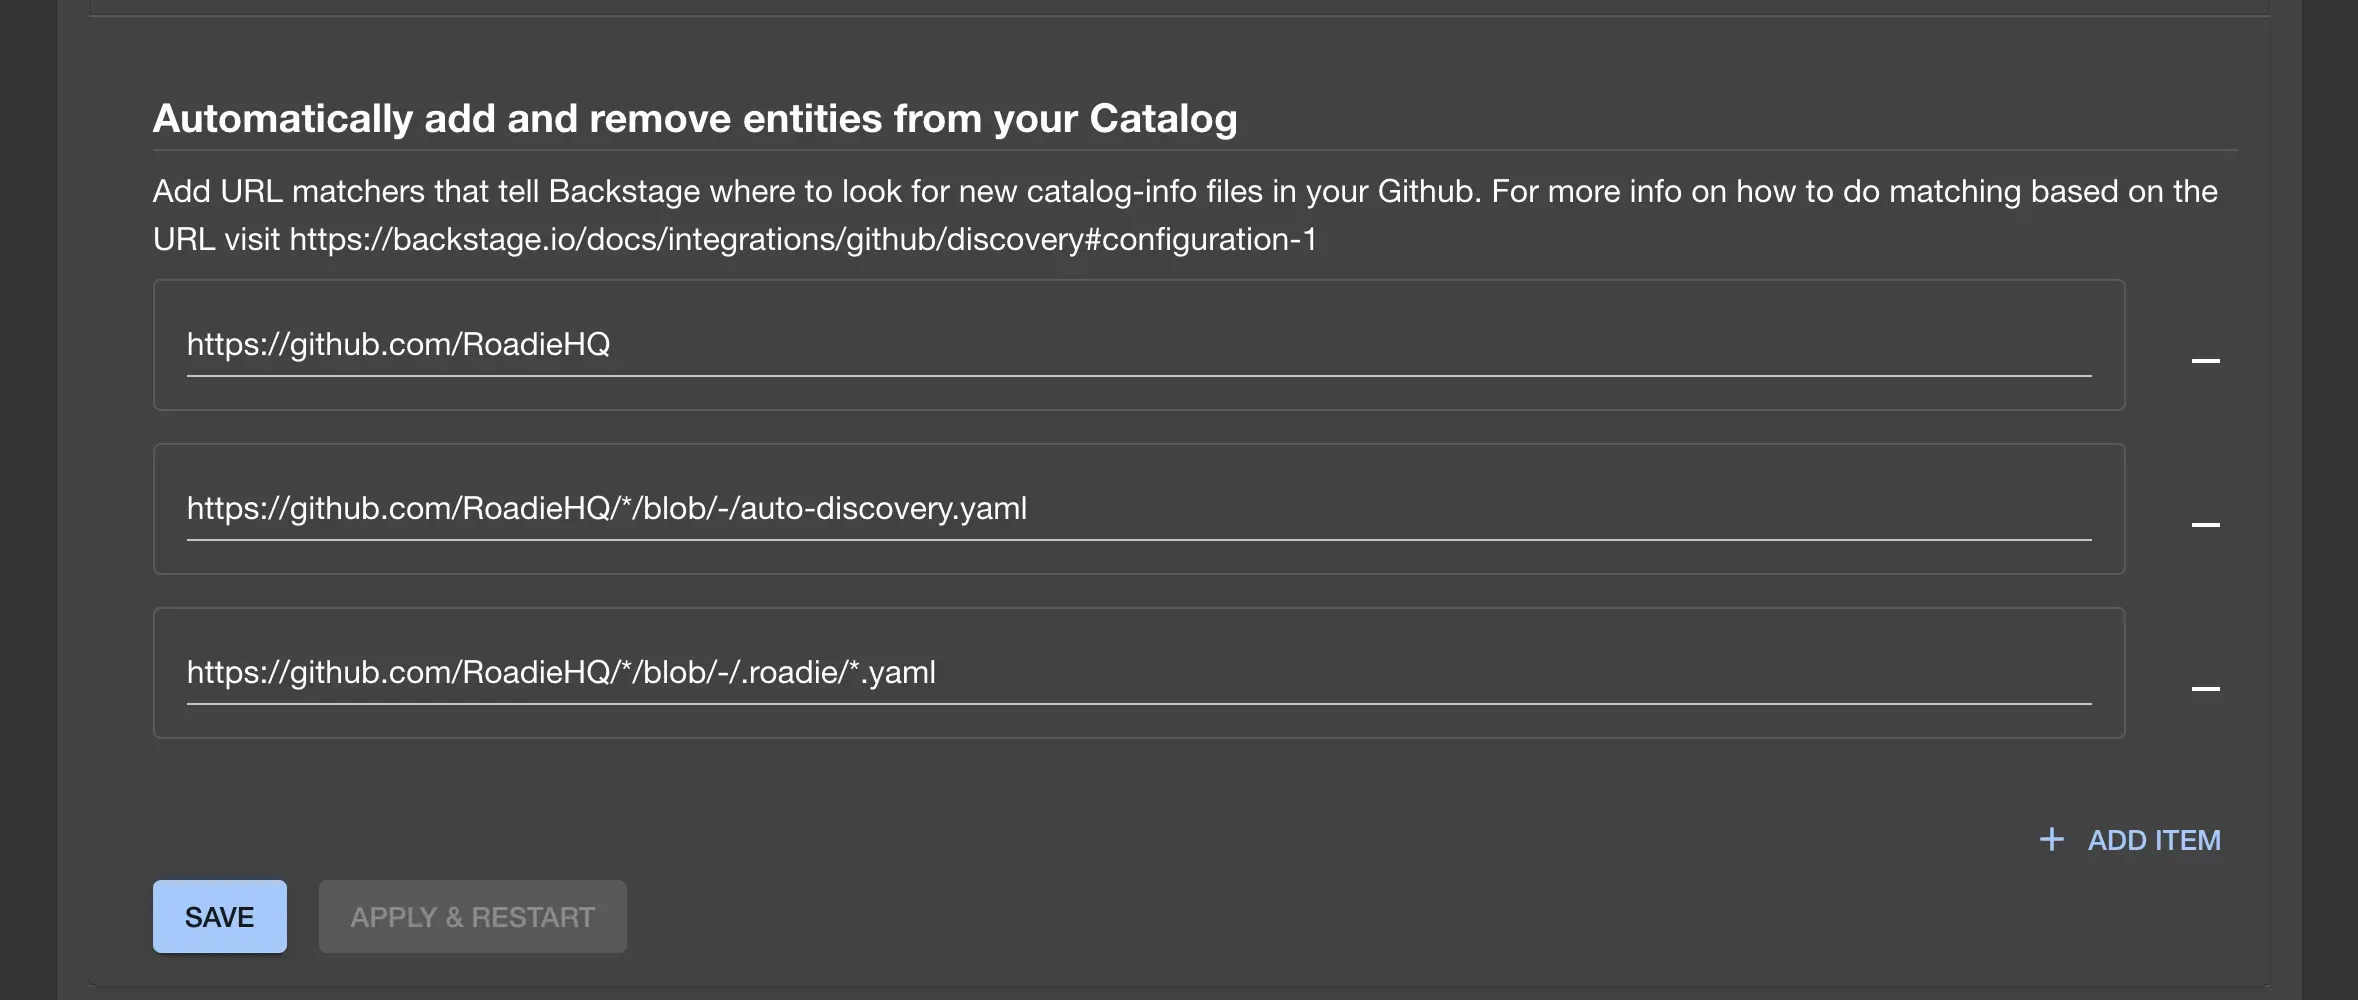 Automatically add and remove entities from your Catalog
Add URL matchers that tell Backstage where to look for new catalog-info files in your Github. For more info on how to do matching based on the
URL visit https://backstage.io/docs/integrations/github/discovery#configuration-1
https://github.com/RoadieHQ
https://github.com/RoadieHQ/*/blob/-/auto-discovery.yaml
https://github.com/RoadieHQ/*/blob/-/.roadie/*.yaml
+ ADD ITEM
SAVE
APPLY & RESTART